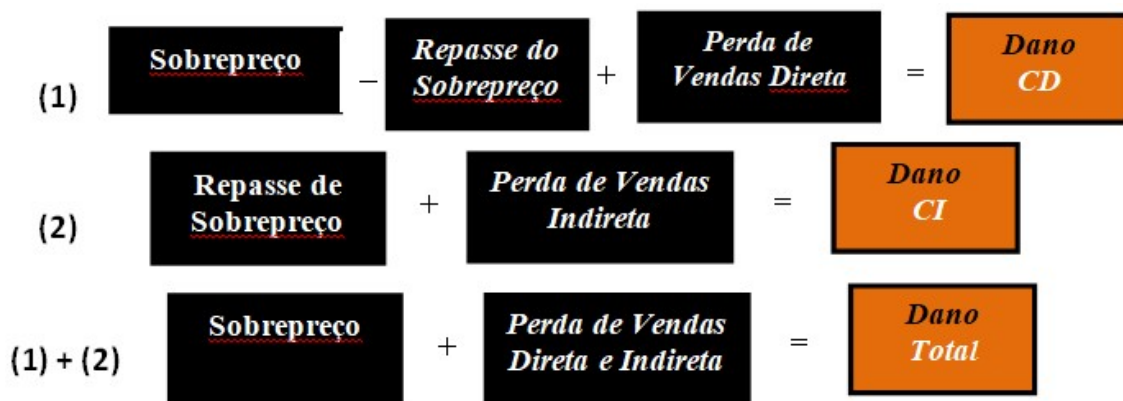 (1) Sobrepreço – Repasse do Sobrepreço + Perda de Vendas Direta = Dano CD
(2) Repasse de Sobrepreço + Perda de Vendas Indireta = Dano CI
(1) + (2) Sobrepreço + Perda de Vendas Direta e Indireta = Dano Total